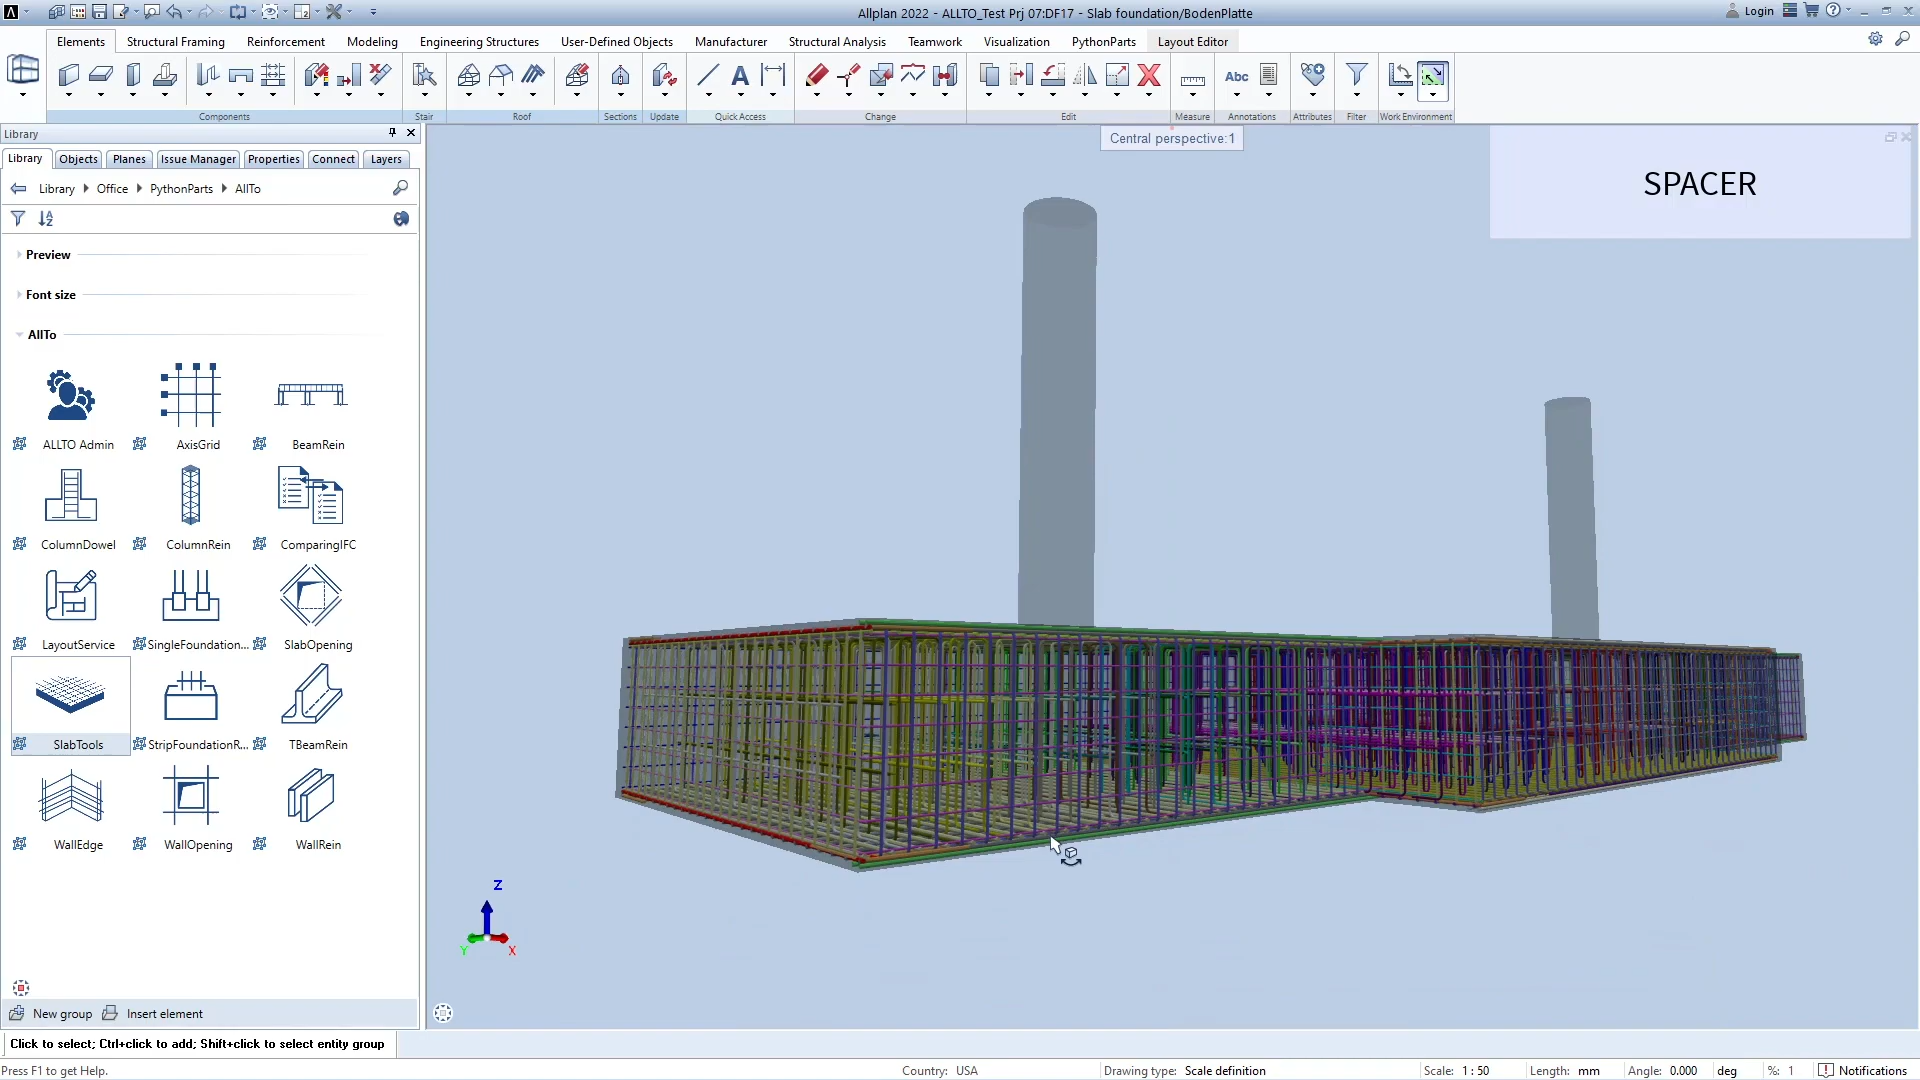 Allplan 2022 - ALLTO_Test Prj 07:DF17 - Slab foundation/BodenPlatte
Login
Elements
Structural Framing
Reinforcement
Modeling
Engineering Structures
User-Defined Objects
Manufacturer
Structural Analysis
Teamwork
Visualization
PythonParts
Layout Editor
Abc
Components
Stair
Roof
Sections
Update
Quick Access
Change
Edit
Measure
Annotations
Attributes
Filter
Work Environment
Library
Library
Objects
Planes
Issue Manager
Properties
Connect
Layers
Library
Office
PythonParts
AllTo
Preview
Font size
AllTo
ALLTO Admin
AxisGrid
BeamRein
ColumnDowel
ColumnRein
ComparingIFC
LayoutService
SingleFoundation...
SlabOpening
SlabTools
StripFoundationR...
TBeamRein
WallEdge
WallOpening
WallRein
New group
Insert element
Central perspective:1
SPACER
Z
Y
X
Click to select; Ctrl+click to add; Shift+click to select entity group
Press F1 to get Help.
Country: USA
Drawing type: Scale definition
Scale: 1 : 50
Length: mm
Angle: 0.000
deg
%: 1
Notifications